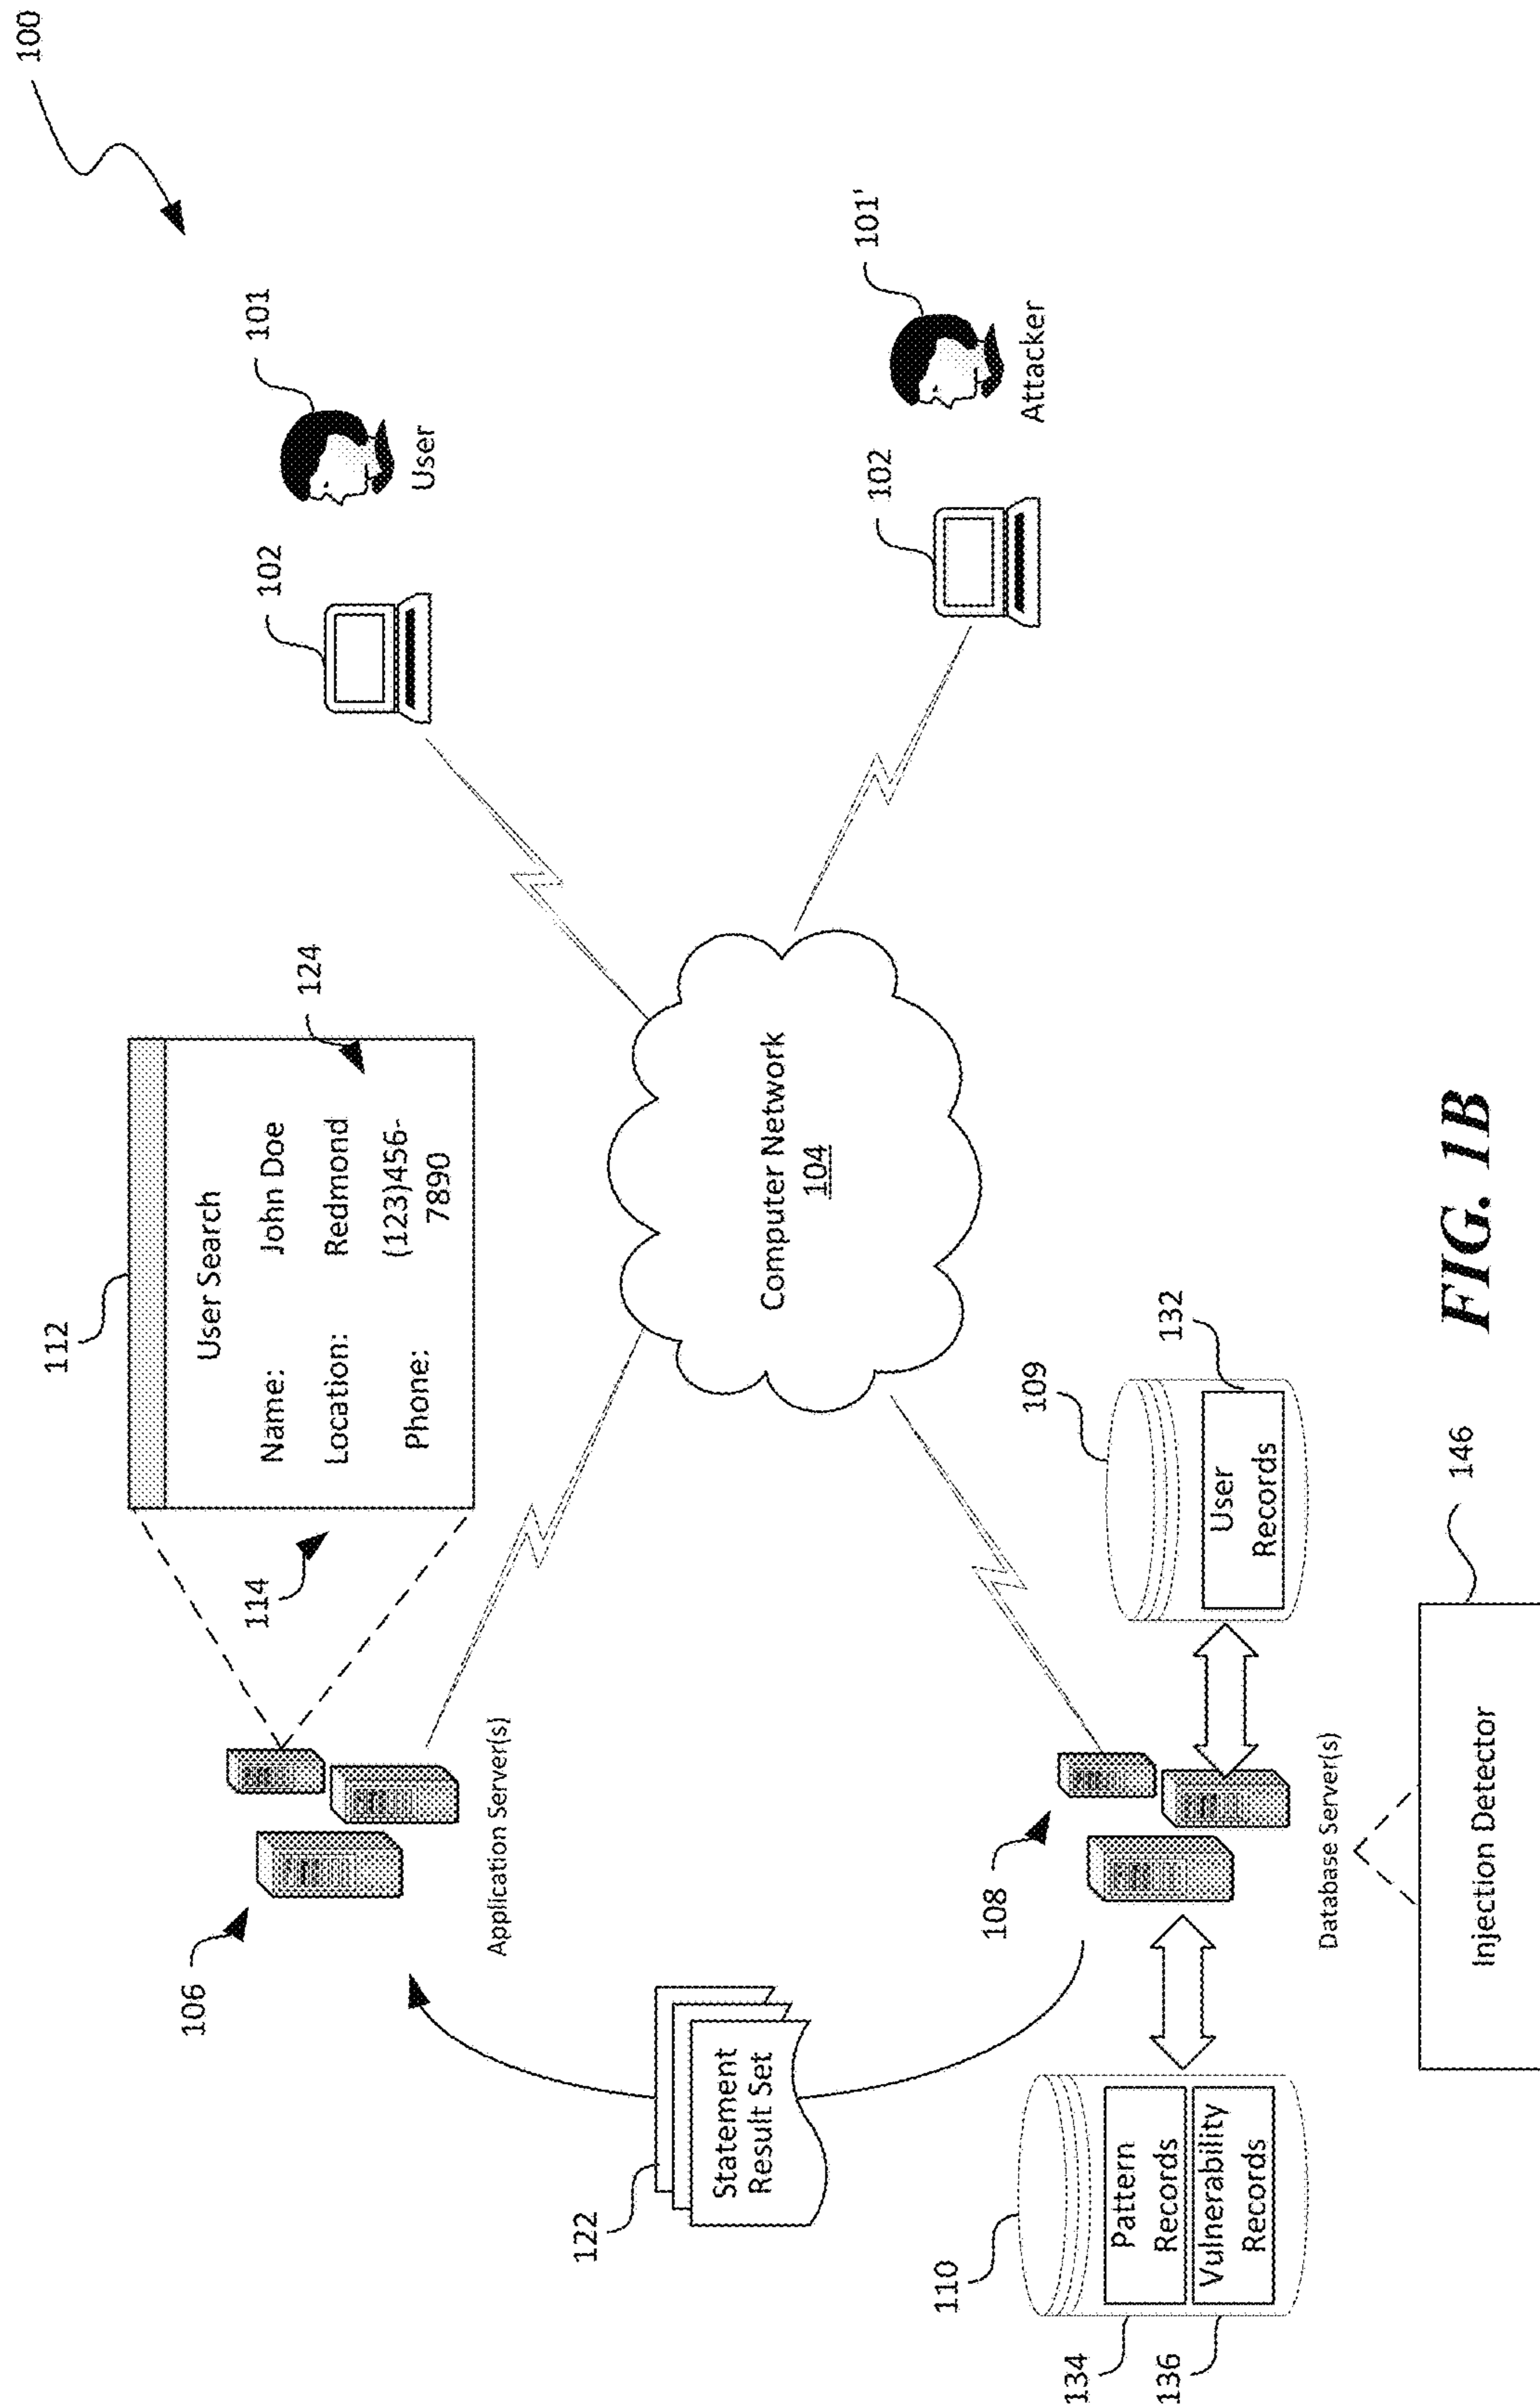 100
112
User Search
Name: John Doe
Location: Redmond
Phone: (123)456-
7890
114
124
106
Application Server(s)
102
101
User
122
Statement
Result Set
Computer Network
104
102
101'
Attacker
110
134
Pattern
Records
136
Vulnerability
Records
108
Database Server(s)
109
User
Records
132
Injection Detector
146
FIG. 1B